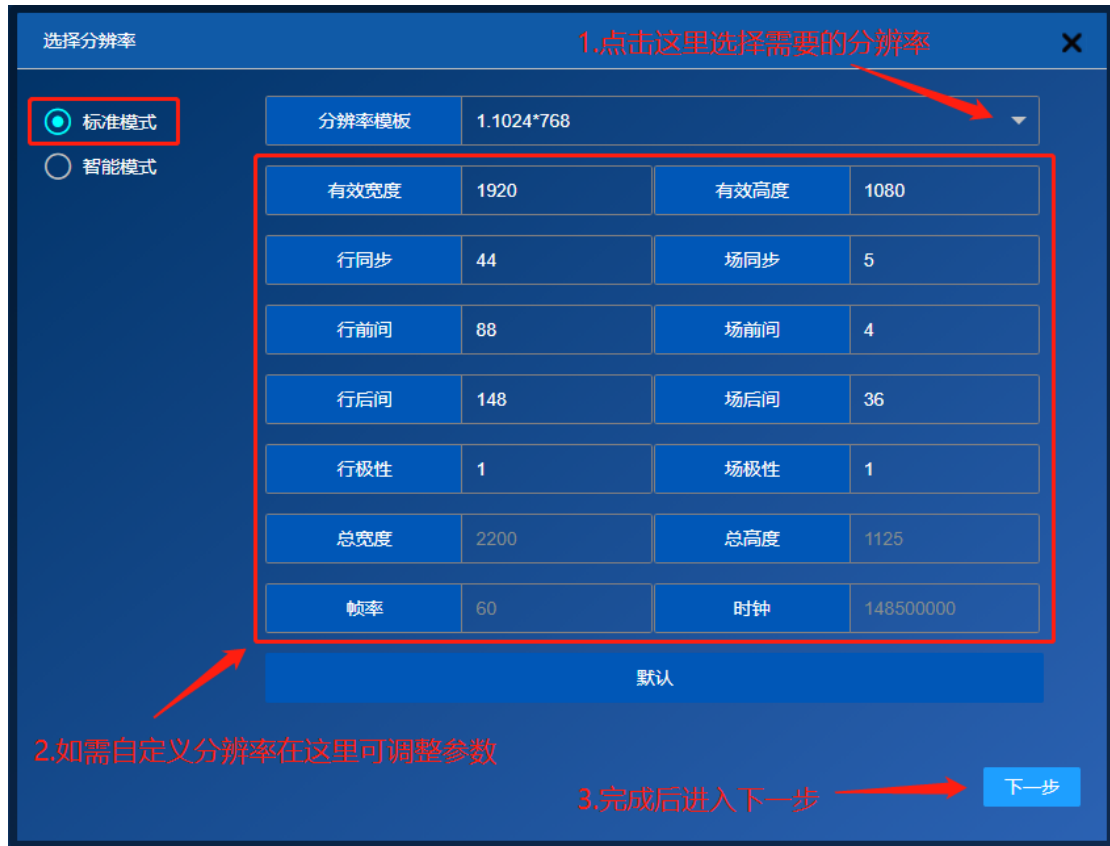 选择分辨率
1.点击这里选择需要的分辨率
标准模式
智能模式
分辨率模板 1.1024*768
有效宽度 1920 有效高度 1080
行同步 44 场同步 5
行前间 88 场前间 4
行后间 148 场后间 36
行极性 1 场极性 1
总宽度 2200 总高度 1125
帧率 60 时钟 148500000
默认
2.如需自定义分辨率在这里可调整参数
3.完成后进入下一步
下一步